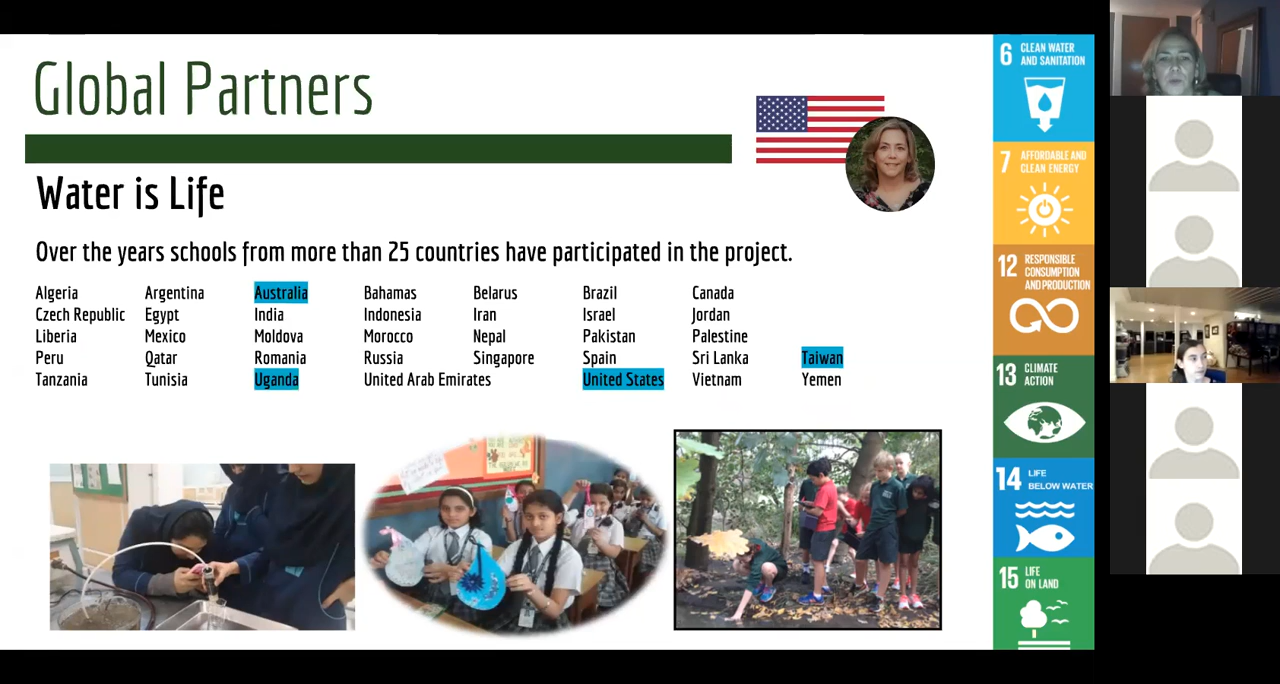 Global Partners
Water is Life
Over the years schools from more than 25 countries have participated in the project.
Algeria Argentina Australia Bahamas Belarus Brazil Canada
Czech Republic Egypt India Indonesia Iran Israel Jordan
Liberia Mexico Moldova Morocco Nepal Pakistan Palestine
Peru Qatar Romania Russia Singapore Spain Sri Lanka Taiwan
Tanzania Tunisia Uganda United Arab Emirates United States Vietnam Yemen
6 CLEAN WATER
AND SANITATION
7 AFFORDABLE AND
CLEAN ENERGY
12 RESPONSIBLE
CONSUMPTION
AND PRODUCTION
13 CLIMATE
ACTION
14 LIFE
BELOW WATER
15 LIFE
ON LAND